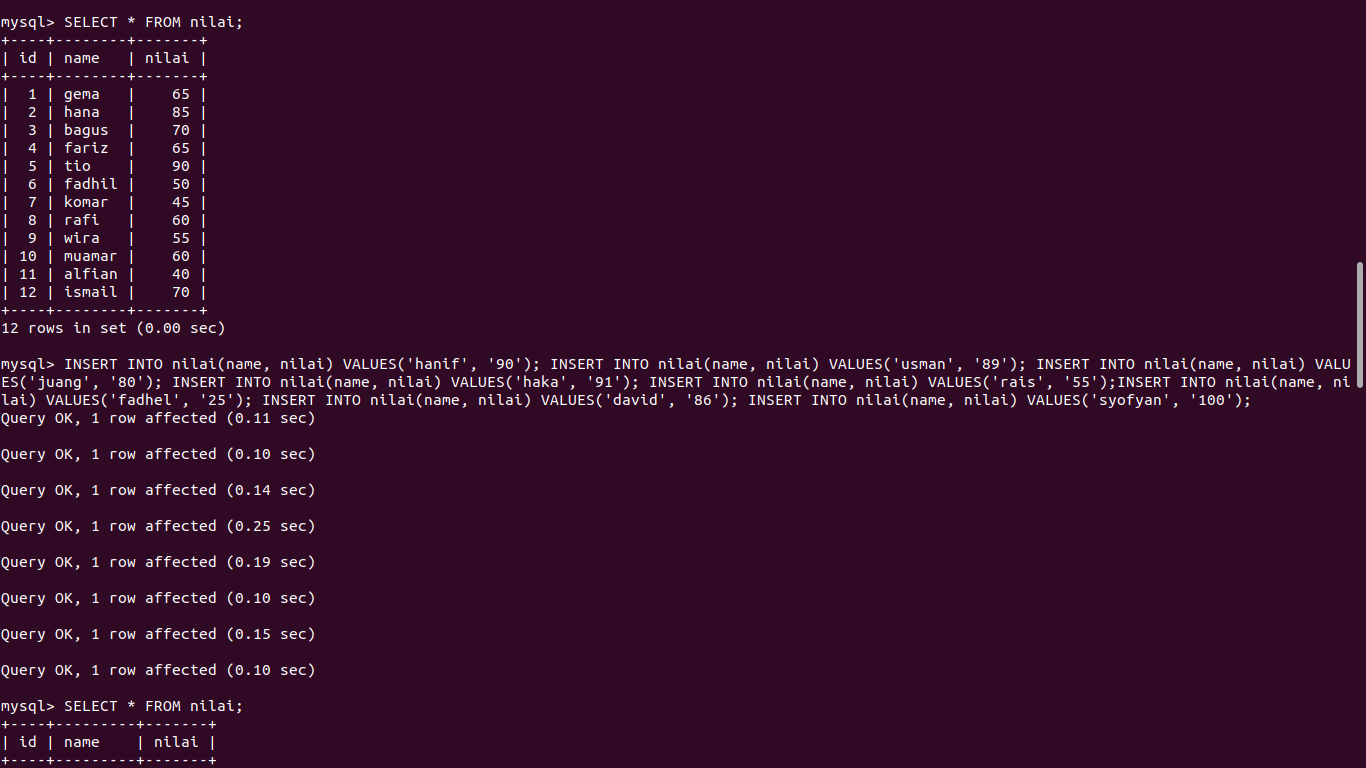 mysql> SELECT * FROM nilai;
+----+--------+-------+
| id | name   | nilai |
+----+--------+-------+
|  1 | gema   |    65 |
|  2 | hana   |    85 |
|  3 | bagus  |    70 |
|  4 | fariz  |    65 |
|  5 | tio    |    90 |
|  6 | fadhil |    50 |
|  7 | komar  |    45 |
|  8 | rafi   |    60 |
|  9 | wira   |    55 |
| 10 | muamar |    60 |
| 11 | alfian |    40 |
| 12 | ismail |    70 |
+----+--------+-------+
12 rows in set (0.00 sec)

mysql> INSERT INTO nilai(name, nilai) VALUES('hanif', '90'); INSERT INTO nilai(name, nilai) VALUES('usman', '89'); INSERT INTO nilai(name, nilai) VALU
ES('juang', '80'); INSERT INTO nilai(name, nilai) VALUES('haka', '91'); INSERT INTO nilai(name, nilai) VALUES('rais', '55');INSERT INTO nilai(name, ni
lai) VALUES('fadhel', '25'); INSERT INTO nilai(name, nilai) VALUES('david', '86'); INSERT INTO nilai(name, nilai) VALUES('syofyan', '100');
Query OK, 1 row affected (0.11 sec)

Query OK, 1 row affected (0.10 sec)

Query OK, 1 row affected (0.14 sec)

Query OK, 1 row affected (0.25 sec)

Query OK, 1 row affected (0.19 sec)

Query OK, 1 row affected (0.10 sec)

Query OK, 1 row affected (0.15 sec)

Query OK, 1 row affected (0.10 sec)

mysql> SELECT * FROM nilai;
+----+---------+-------+
| id | name    | nilai |
+----+---------+-------+